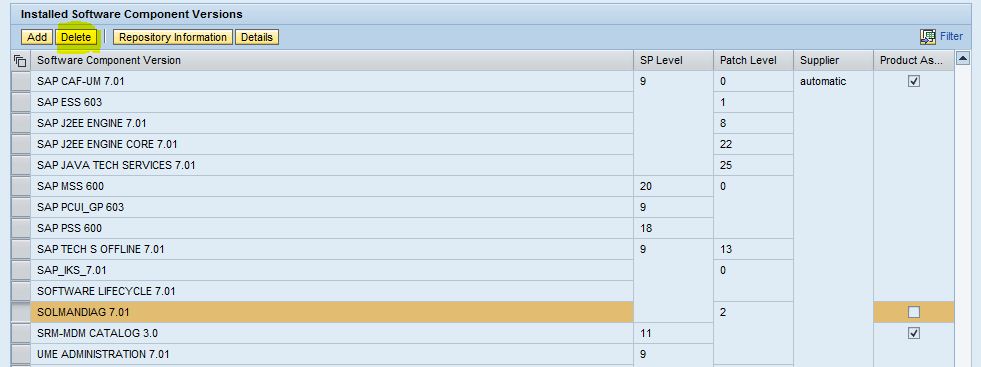 Installed Software Component Versions
Add Delete Repository Information Details Filter
Software Component Version SP Level Patch Level Supplier Product As...
SAP CAF-UM 7.01 9 0 automatic
SAP ESS 603 1
SAP J2EE ENGINE 7.01 8
SAP J2EE ENGINE CORE 7.01 22
SAP JAVA TECH SERVICES 7.01 25
SAP MSS 600 20 0
SAP PCUI_GP 603 9
SAP PSS 600 18
SAP TECH S OFFLINE 7.01 9 13
SAP_IKS_7.01 0
SOFTWARE LIFECYCLE 7.01
SOLMANDIAG 7.01 2
SRM-MDM CATALOG 3.0 11
UME ADMINISTRATION 7.01 9